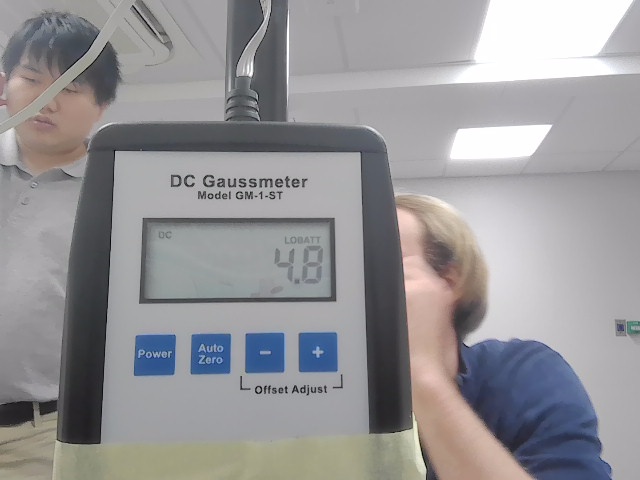 DC Gaussmeter
Model GM-1-ST
DC
LOBATT
4.8
Power
Auto
Zero
−
+
Offset Adjust